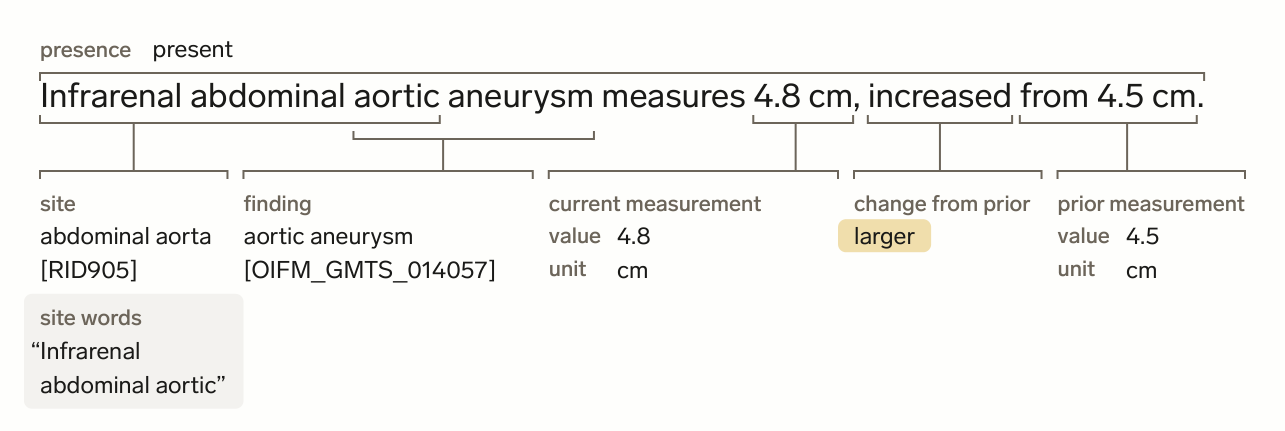 presence present
Infrarenal abdominal aortic aneurysm measures 4.8 cm, increased from 4.5 cm.
site finding current measurement change from prior prior measurement
abdominal aorta aortic aneurysm value 4.8 larger value 4.5
[RID905] [OIFM_GMTS_014057] unit cm unit cm
site words
“Infrarenal
abdominal aortic”